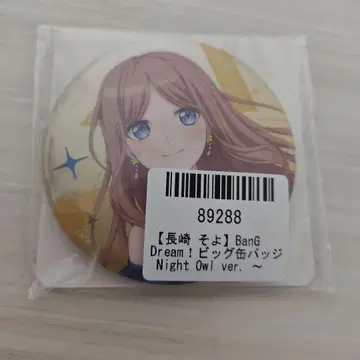 89288
【長崎 そよ】BanG
Dream！ビッグ缶バッジ
Night Owl ver. ～